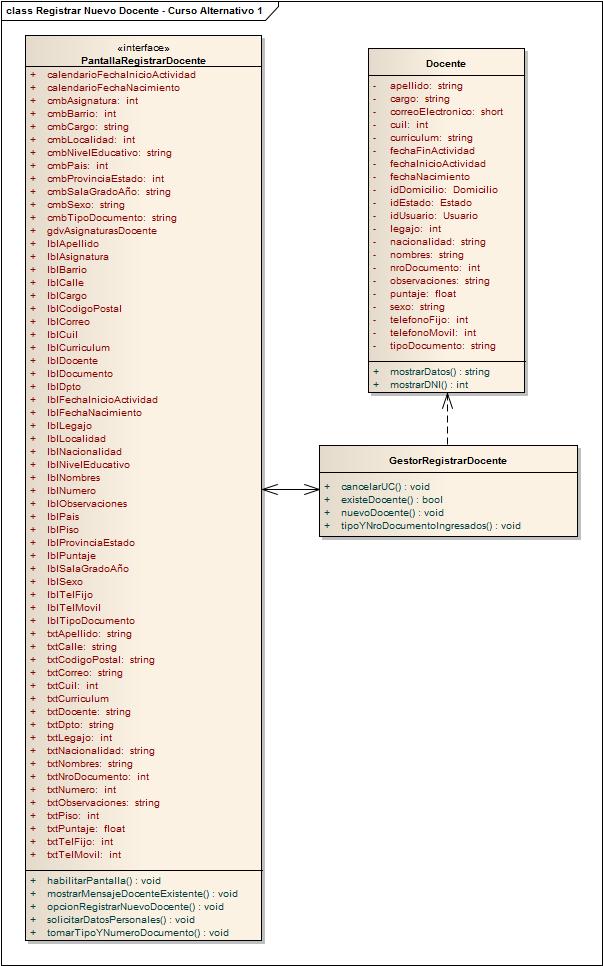 class Registrar Nuevo Docente - Curso Alternativo 1
«interface»
PantallaRegistrarDocente
+ calendarioFechaInicioActividad
+ calendarioFechaNacimiento
+ cmbAsignatura: int
+ cmbBarrio: int
+ cmbCargo: string
+ cmbLocalidad: int
+ cmbNivelEducativo: string
+ cmbPais: int
+ cmbProvinciaEstado: int
+ cmbSalaGradoAño: string
+ cmbSexo: string
+ cmbTipoDocumento: string
+ gdvAsignaturasDocente
+ lblApellido
+ lblAsignatura
+ lblBarrio
+ lblCalle
+ lblCargo
+ lblCodigoPostal
+ lblCorreo
+ lblCuil
+ lblCurriculum
+ lblDocente
+ lblDocumento
+ lblDpto
+ lblFechaInicioActividad
+ lblFechaNacimiento
+ lblLegajo
+ lblLocalidad
+ lblNacionalidad
+ lblNivelEducativo
+ lblNombres
+ lblNumero
+ lblObservaciones
+ lblPais
+ lblPiso
+ lblProvinciaEstado
+ lblPuntaje
+ lblSalaGradoAño
+ lblSexo
+ lblTelFijo
+ lblTelMovil
+ lblTipoDocumento
+ txtApellido: string
+ txtCalle: string
+ txtCodigoPostal: string
+ txtCorreo: string
+ txtCuil: int
+ txtCurriculum
+ txtDocente: string
+ txtDpto: string
+ txtLegajo: int
+ txtNacionalidad: string
+ txtNombres: string
+ txtNroDocumento: int
+ txtNumero: int
+ txtObservaciones: string
+ txtPiso: int
+ txtPuntaje: float
+ txtTelFijo: int
+ txtTelMovil: int
+ habilitarPantalla() : void
+ mostrarMensajeDocenteExistente() : void
+ opcionRegistrarNuevoDocente() : void
+ solicitarDatosPersonales() : void
+ tomarTipoYNumeroDocumento() : void
Docente
- apellido: string
- cargo: string
- correoElectronico: short
- cuil: int
- curriculum: string
- fechaFinActividad
- fechaInicioActividad
- fechaNacimiento
- idDomicilio: Domicilio
- idEstado: Estado
- idUsuario: Usuario
- legajo: int
- nacionalidad: string
- nombres: string
- nroDocumento: int
- observaciones: string
- puntaje: float
- sexo: string
- telefonoFijo: int
- telefonoMovil: int
- tipoDocumento: string
+ mostrarDatos() : string
+ mostrarDNI() : int
GestorRegistrarDocente
+ cancelarUC() : void
+ existeDocente() : bool
+ nuevoDocente() : void
+ tipoYNroDocumentoIngresados() : void